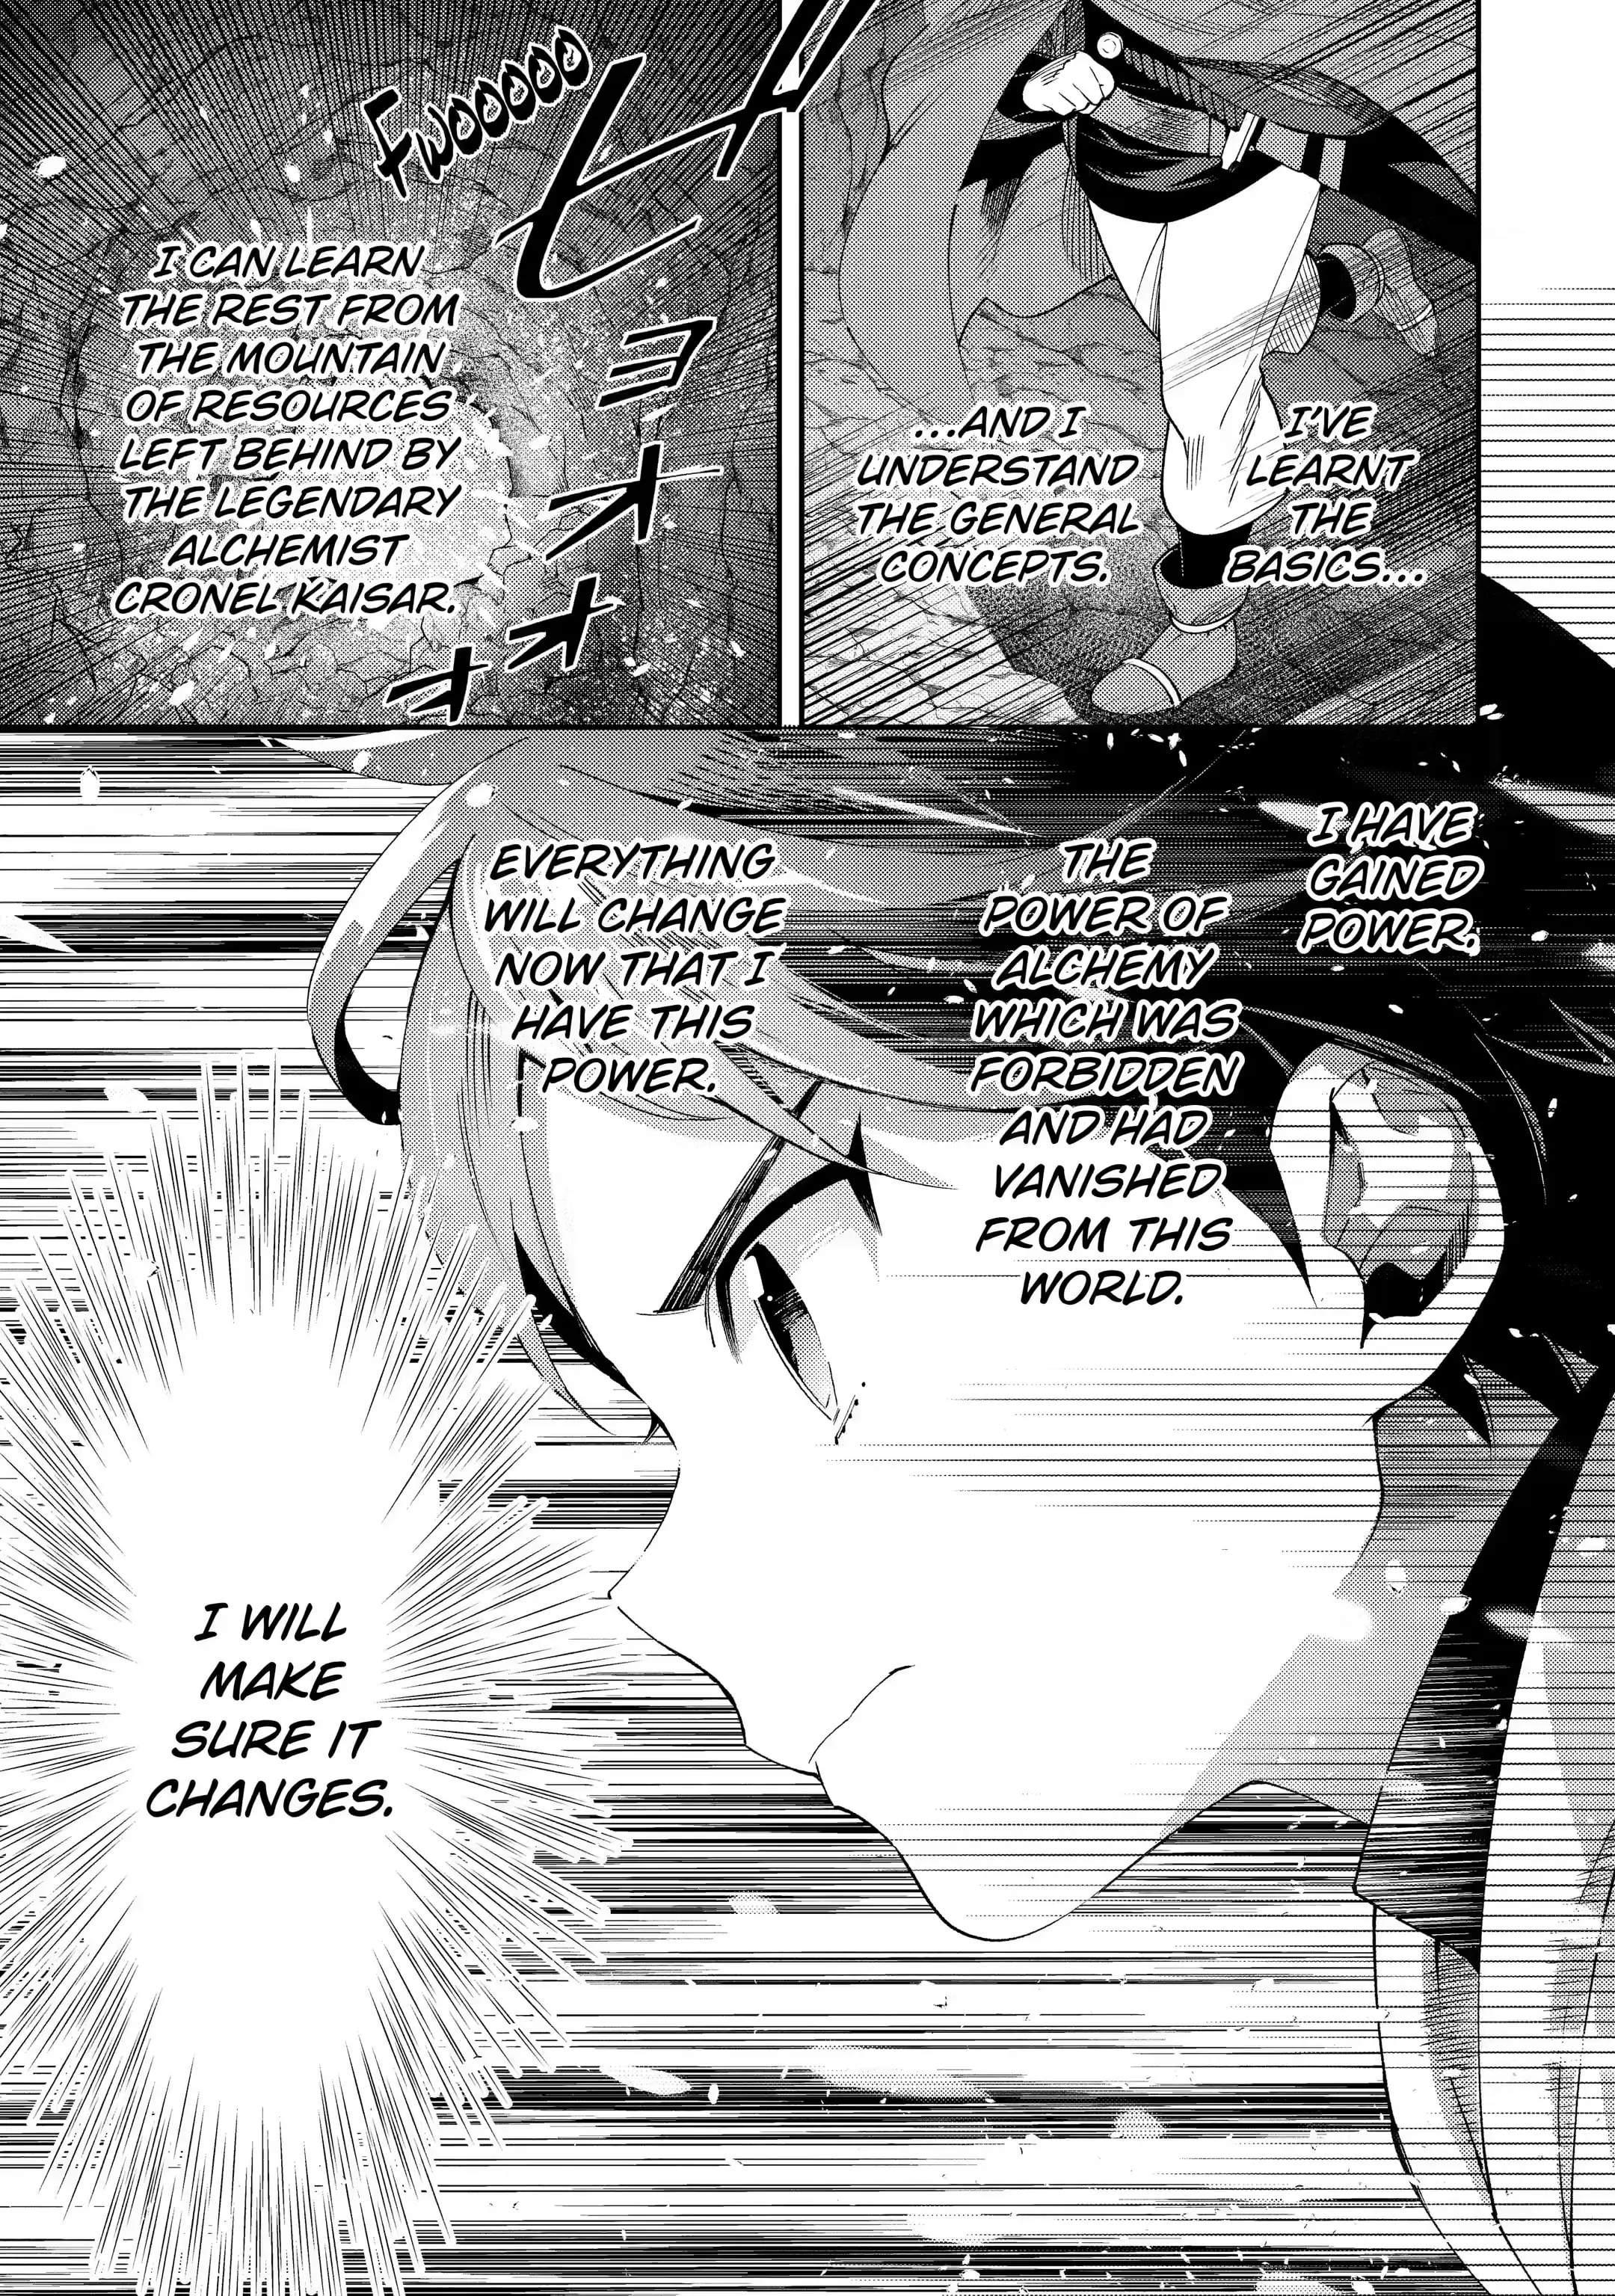 I'VE
LEARNT
THE
BASICS...
...AND I
UNDERSTAND
THE GENERAL
CONCEPTS.
FWOOOOO
ビョオオオ
I CAN LEARN
THE REST FROM
THE MOUNTAIN
OF RESOURCES
LEFT BEHIND BY
THE LEGENDARY
ALCHEMIST
CRONEL KAISAR.
I HAVE
GAINED
POWER.
THE
POWER OF
ALCHEMY
WHICH WAS
FORBIDDEN
AND HAD
VANISHED
FROM THIS
WORLD.
EVERYTHING
WILL CHANGE
NOW THAT I
HAVE THIS
POWER.
I WILL
MAKE
SURE IT
CHANGES.